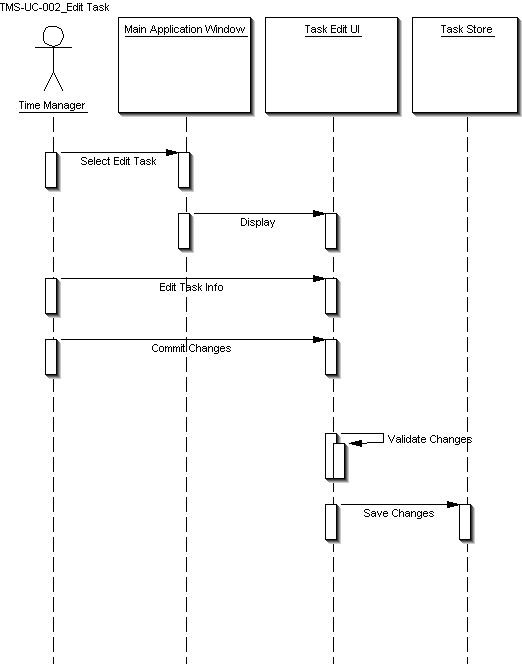 TMS-UC-002_Edit Task
Main Application Window
Task Edit UI
Task Store
Time Manager
Select Edit Task
Display
Edit Task Info
Commit Changes
Validate Changes
Save Changes